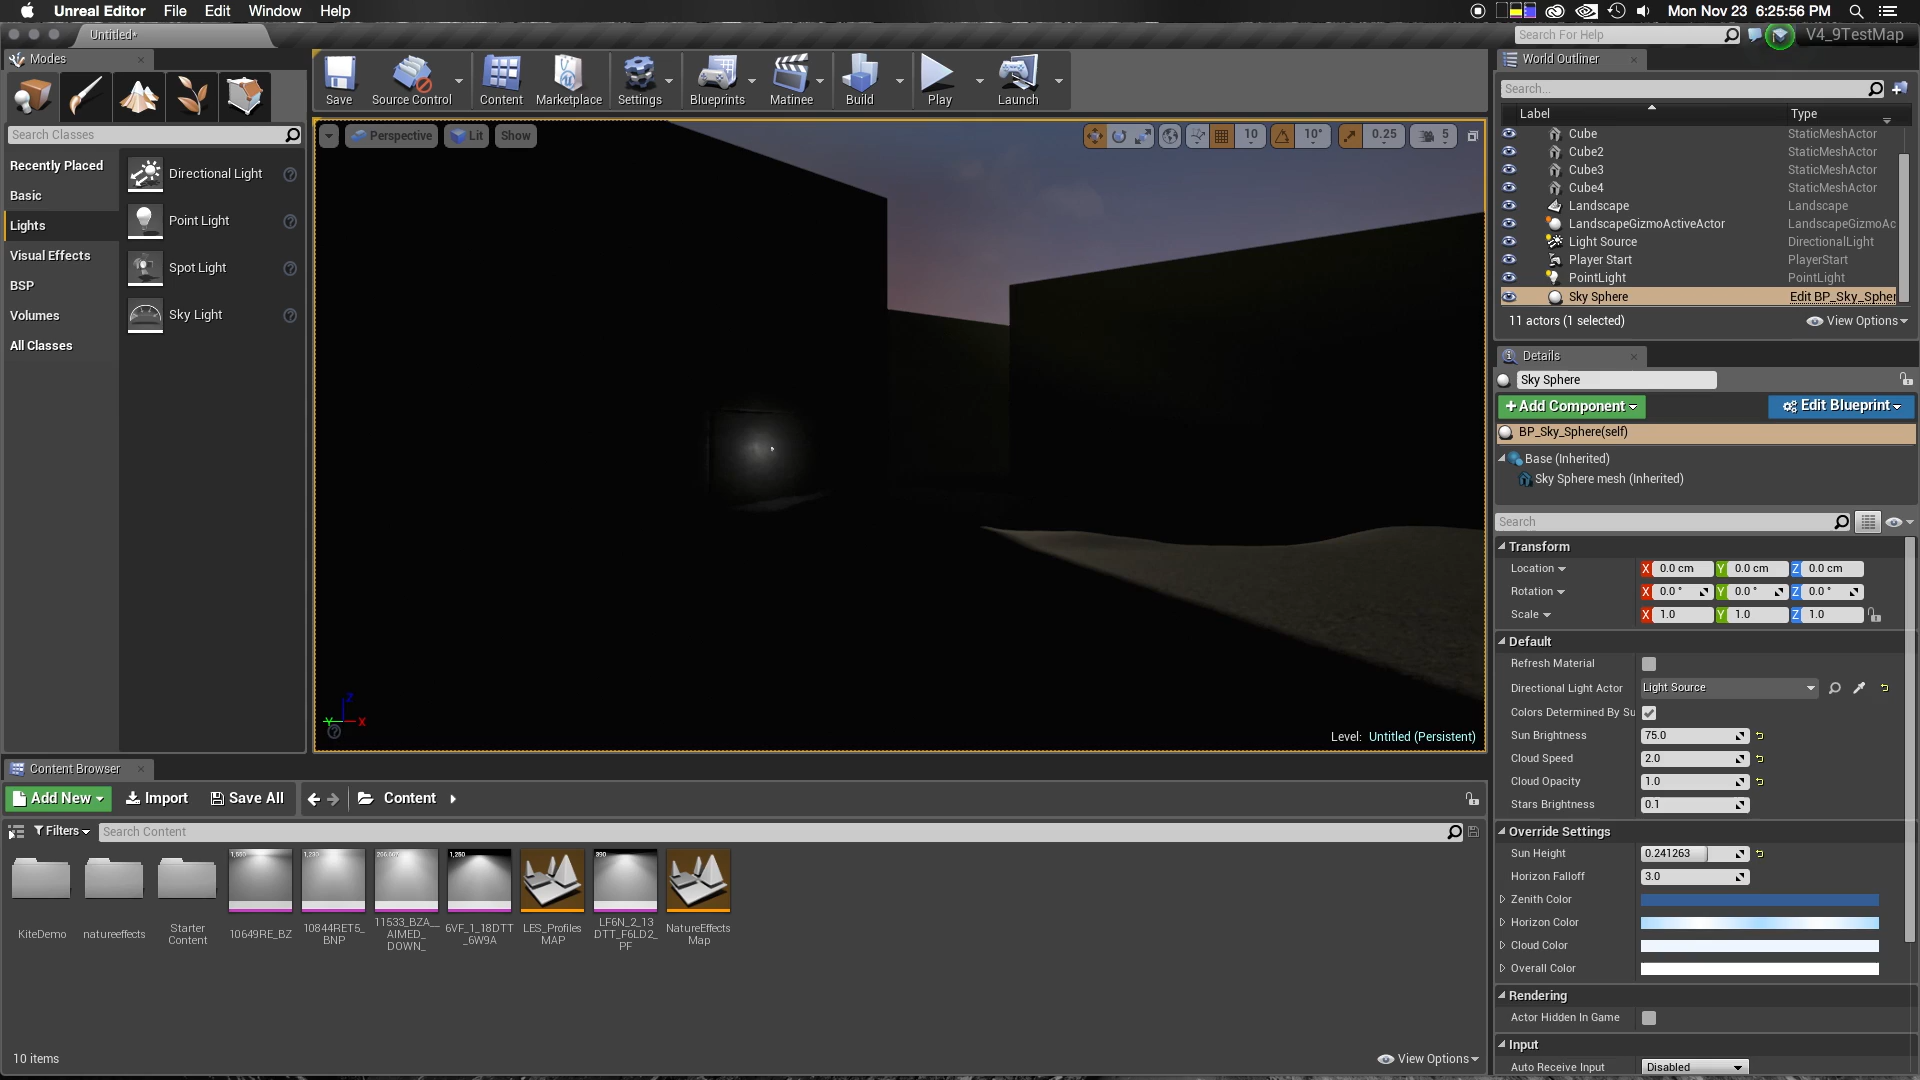 Unreal Editor File Edit Window Help
Mon Nov 23 6:25:56 PM
Untitled*
Search For Help
V4_9TestMap
Modes
World Outliner
Save
Source Control
Content
Marketplace
Settings
Blueprints
Matinee
Build
Play
Launch
Search Classes
Search...
Label
Type
Recently Placed
Basic
Lights
Visual Effects
BSP
Volumes
All Classes
Directional Light
Point Light
Spot Light
Sky Light
Perspective
Lit
Show
10
10°
0.25
5
Cube StaticMeshActor
Cube2 StaticMeshActor
Cube3 StaticMeshActor
Cube4 StaticMeshActor
Landscape Landscape
LandscapeGizmoActiveActor LandscapeGizmoAc
Light Source DirectionalLight
Player Start PlayerStart
PointLight PointLight
Sky Sphere Edit BP_Sky_Spher
11 actors (1 selected)
View Options
Details
Sky Sphere
+ Add Component
Edit Blueprint
BP_Sky_Sphere(self)
Base (Inherited)
Sky Sphere mesh (Inherited)
Search
Transform
Location X 0.0 cm Y 0.0 cm Z 0.0 cm
Rotation X 0.0 ° Y 0.0 ° Z 0.0 °
Scale X 1.0 Y 1.0 Z 1.0
Default
Refresh Material
Directional Light Actor Light Source
Colors Determined By Su
Sun Brightness 75.0
Cloud Speed 2.0
Cloud Opacity 1.0
Stars Brightness 0.1
Override Settings
Sun Height 0.241263
Horizon Falloff 3.0
Zenith Color
Horizon Color
Cloud Color
Overall Color
Rendering
Actor Hidden In Game
Input
Auto Receive Input Disabled
Z
Y X
Level: Untitled (Persistent)
Content Browser
Add New
Import
Save All
Content
Filters
Search Content
KiteDemo
natureeffects
Starter
Content
10649RE_BZ
10844RET5_
BNP
11533_BZA__
AIMED_
DOWN_
6VF_1_18DTT
_6W9A
LES_Profiles
MAP
LF6N_2_13
DTT_F6LD2_
PF
NatureEffects
Map
10 items
View Options